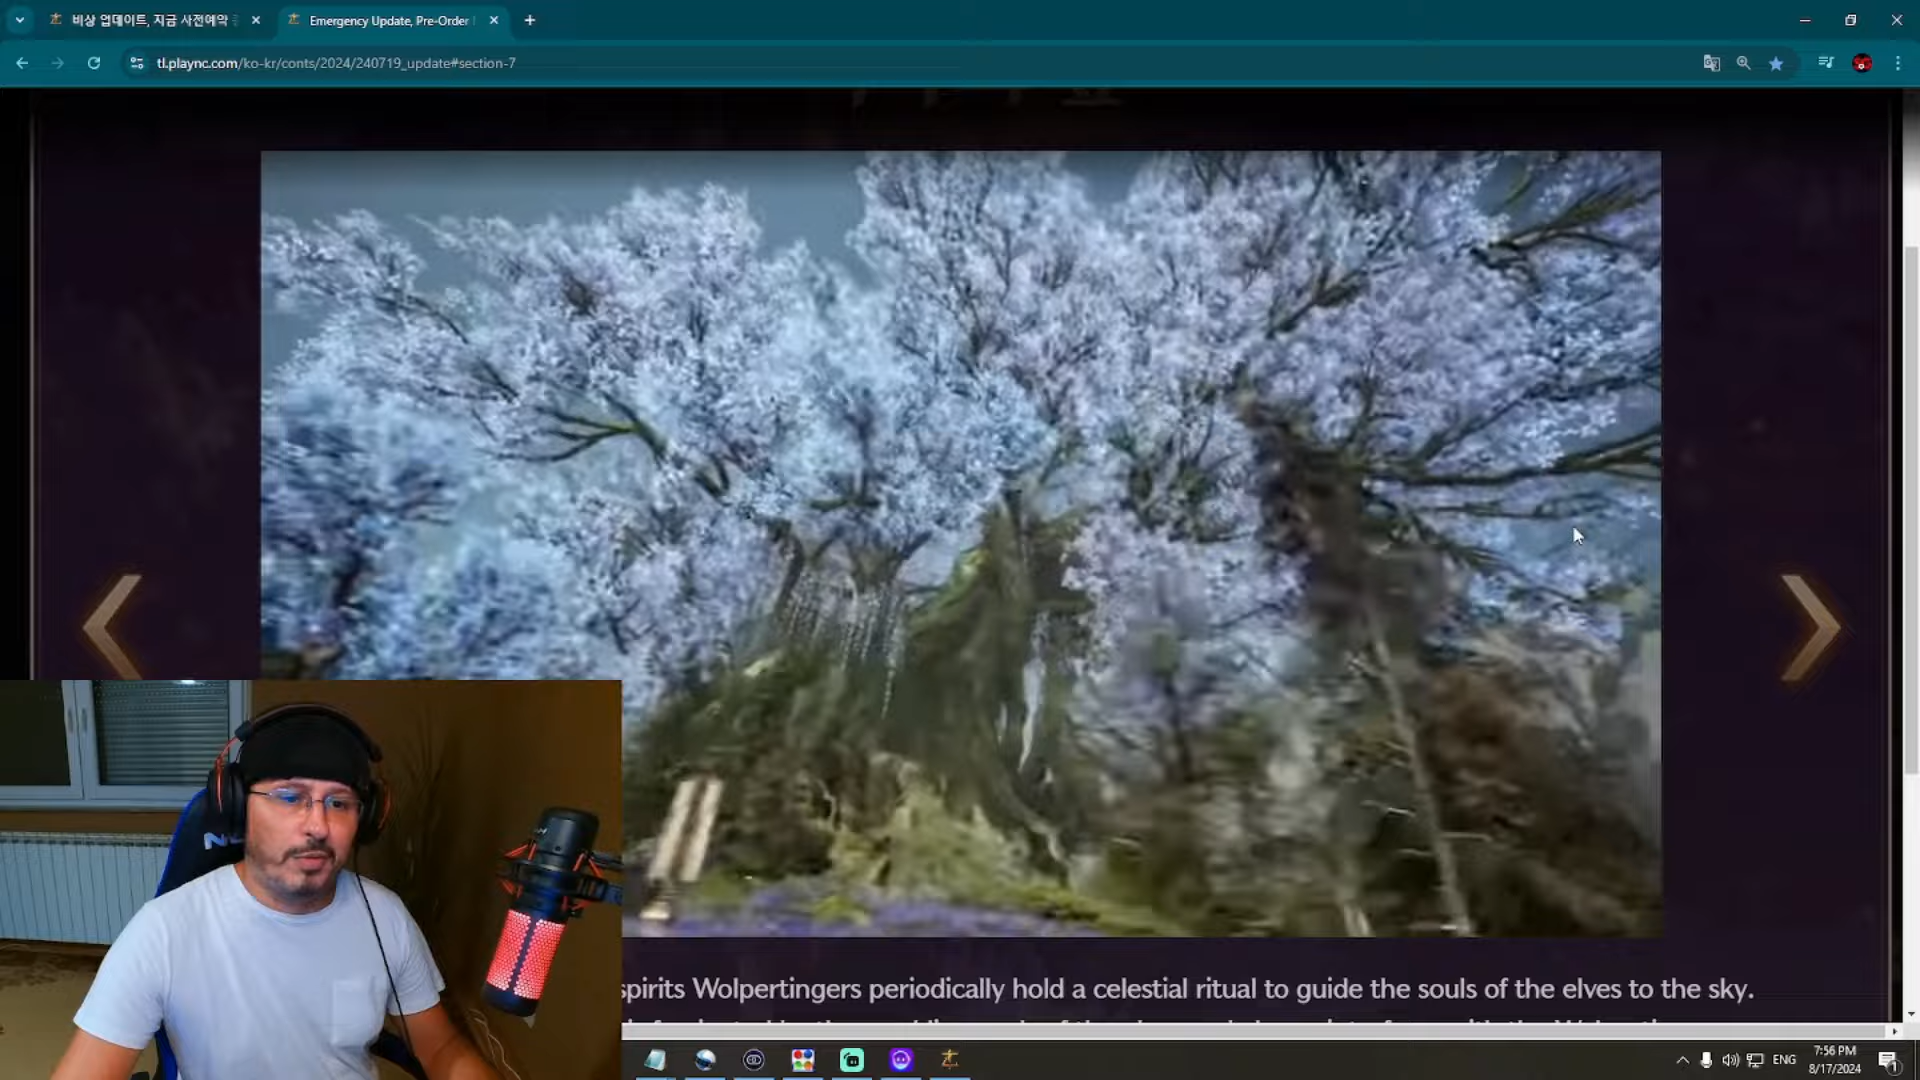 비상 업데이트, 지금 사전예약
Emergency Update, Pre-Order
tl.plaync.com/ko-kr/conts/2024/240719_update#section-7
spirits Wolpertingers periodically hold a celestial ritual to guide the souls of the elves to the sky.
ENG
7:56 PM
8/17/2024
1